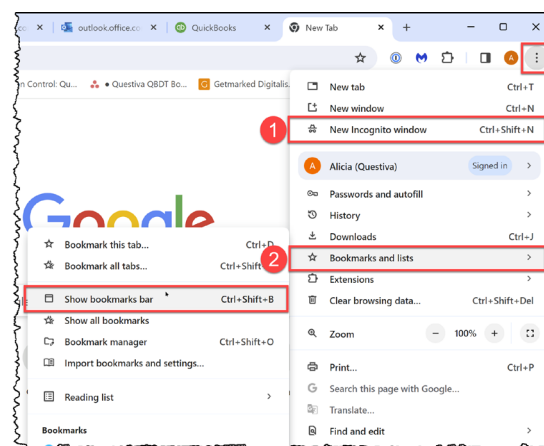 outlook.office.co
QuickBooks
New Tab
n Control: Qu...
• Questiva QBDT Bo...
Getmarked Digitalis.
New tab Ctrl+T
New window Ctrl+N
1
New Incognito window Ctrl+Shift+N
A Alicia (Questiva) Signed in
Passwords and autofill
History
Google
Downloads Ctrl+J
Bookmark this tab... Ctrl+D
2
Bookmarks and lists
Bookmark all tabs... Ctrl+Shift
Extensions
Show bookmarks bar Ctrl+Shift+B
Clear browsing data... Ctrl+Shift+Del
Show all bookmarks
Zoom − 100% +
Bookmark manager Ctrl+Shift+O
Import bookmarks and settings...
Print... Ctrl+P
Search this page with Google...
Reading list
Translate...
Bookmarks
Find and edit